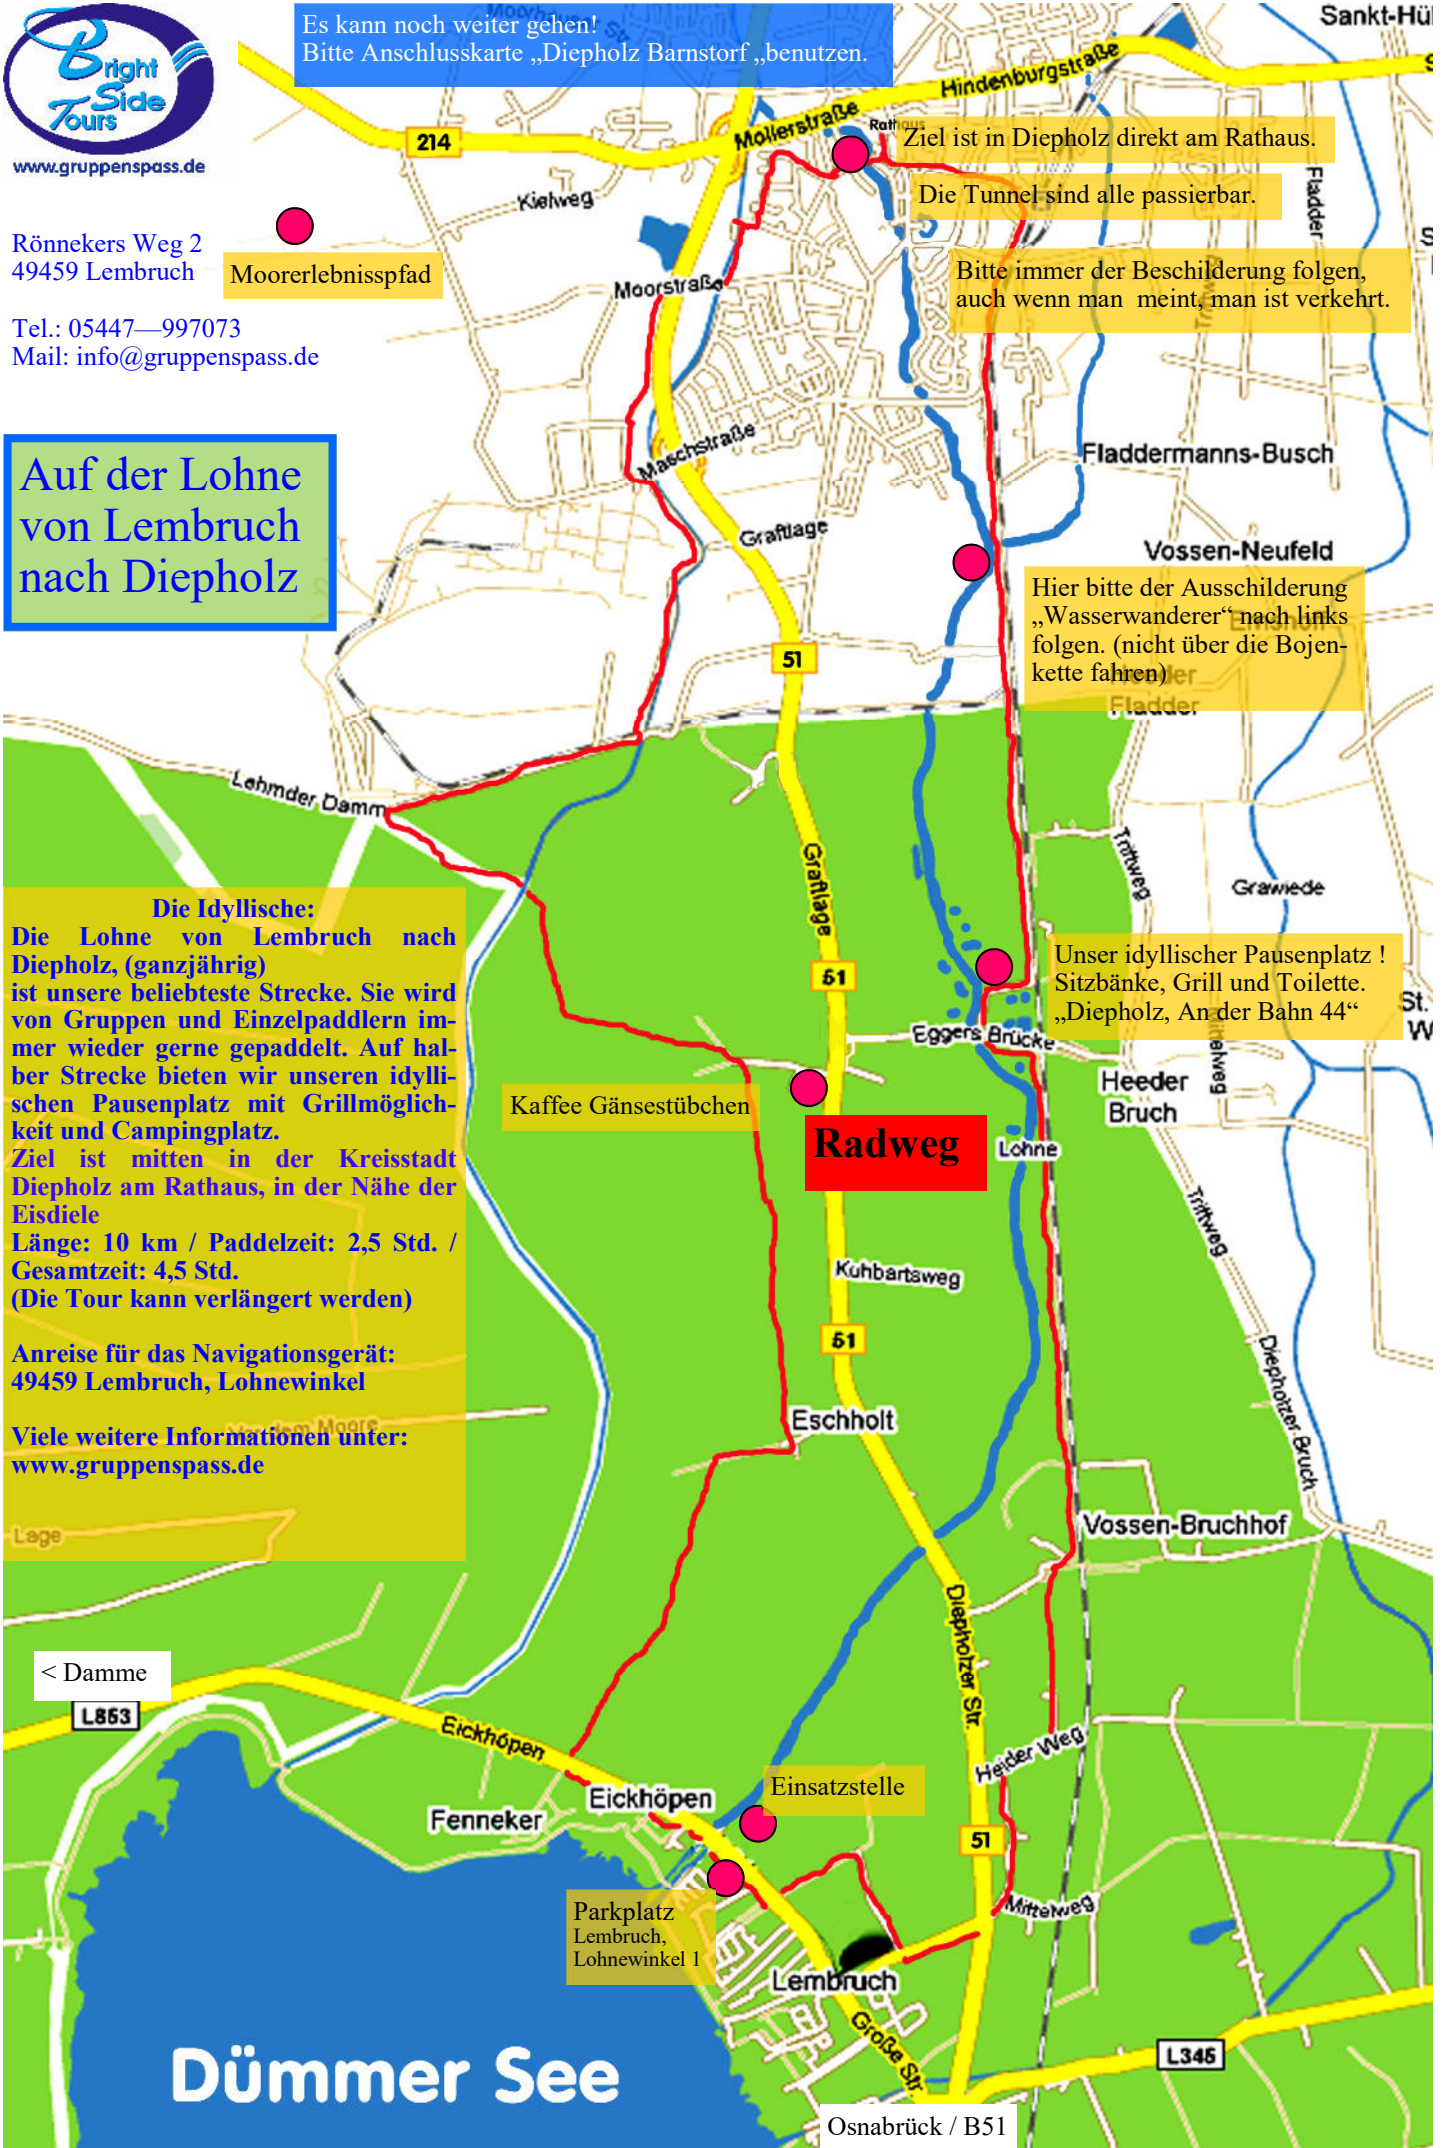 Es kann noch weiter gehen!
Bitte Anschlusskarte „Diepholz Barnstorf „benutzen.
Sankt-Hül
Bright
Side
Tours
www.gruppenspass.de
214
Mollerstraße
Hindenburgstraße
Rathaus
Ziel ist in Diepholz direkt am Rathaus.
Kielweg
Die Tunnel sind alle passierbar.
Fladder
Rönnekers Weg 2
49459 Lembruch
Moorerlebnisspfad
Moorstraße
Bitte immer der Beschilderung folgen,
auch wenn man  meint, man ist verkehrt.
Tel.: 05447—997073
Mail: info@gruppenspass.de
Maschstraße
Fladdermanns-Busch
Auf der Lohne
von Lembruch
nach Diepholz
Graftlage
Vossen-Neufeld
Hier bitte der Ausschilderung
„Wasserwanderer“ nach links
folgen. (nicht über die Bojen-
kette fahren)
Heeder
Fladder
51
Lehmder Damm
Graftlage
Trittweg
Grawiede
Die Idyllische:
Die Lohne von Lembruch nach
Diepholz, (ganzjährig)
ist unsere beliebteste Strecke. Sie wird
von Gruppen und Einzelpaddlern im-
mer wieder gerne gepaddelt. Auf hal-
ber Strecke bieten wir unseren idylli-
schen Pausenplatz mit Grillmöglich-
keit und Campingplatz.
Ziel ist mitten in der Kreisstadt
Diepholz am Rathaus, in der Nähe der
Eisdiele
Länge: 10 km / Paddelzeit: 2,5 Std. /
Gesamtzeit: 4,5 Std.
(Die Tour kann verlängert werden)
Anreise für das Navigationsgerät:
49459 Lembruch, Lohnewinkel
Viele weitere Informationen unter:
www.gruppenspass.de
Lage
51
Unser idyllischer Pausenplatz !
Sitzbänke, Grill und Toilette.
„Diepholz, An der Bahn 44“
St.
W
Eggers Brücke
Mittelweg
Heeder
Bruch
Kaffee Gänsestübchen
Radweg
Lohne
Trittweg
Kuhbartsweg
51
Diepholzer Bruch
Eschholt
Vossen-Bruchhof
Diepholzer Str.
< Damme
L853
Eickhöpen
Heider Weg
Einsatzstelle
Eickhöpen
Fenneker
51
Mittelweg
Parkplatz
Lembruch,
Lohnewinkel 1
Lembruch
Große Str.
L345
Dümmer See
Osnabrück / B51